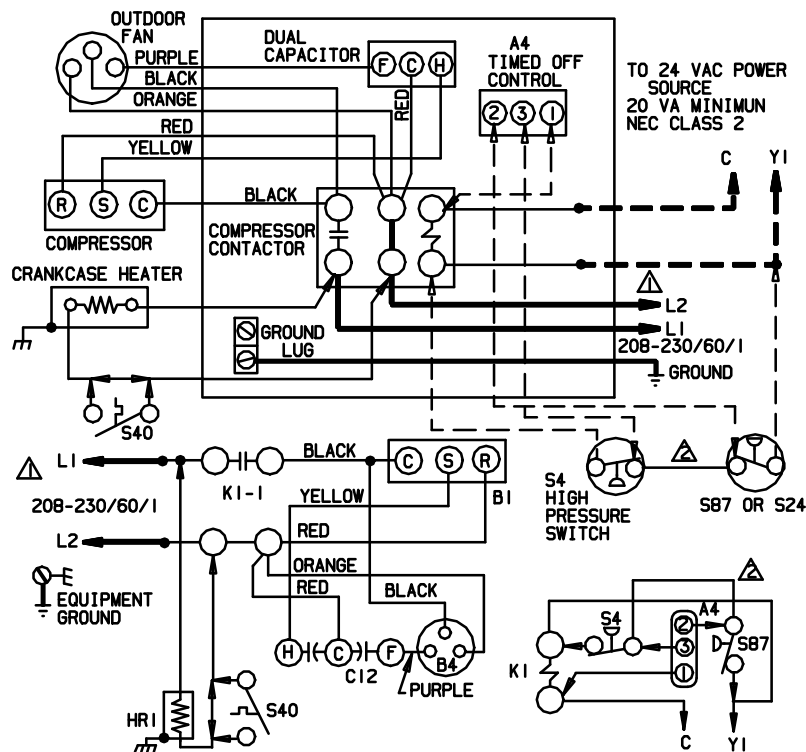 OUTDOOR
FAN
PURPLE
BLACK
ORANGE
DUAL
CAPACITOR
F C H
RED
A4
TIMED OFF
CONTROL
2 3 1
TO 24 VAC POWER
SOURCE
20 VA MINIMUN
NEC CLASS 2
C
Y1
RED
YELLOW
R S C
BLACK
COMPRESSOR
COMPRESSOR
CONTACTOR
CRANKCASE HEATER
1
L2
L1
208-230/60/1
GROUND
LUG
GROUND
S40
1
L1
BLACK
C S R
K1-1
B1
208-230/60/1
YELLOW
L2
RED
ORANGE
RED
BLACK
EQUIPMENT
GROUND
H C F
C12
B4
PURPLE
HR1
S40
S4
HIGH
PRESSURE
SWITCH
2
S87 OR S24
2
S4
A4
2
3
1
S87
K1
C
Y1